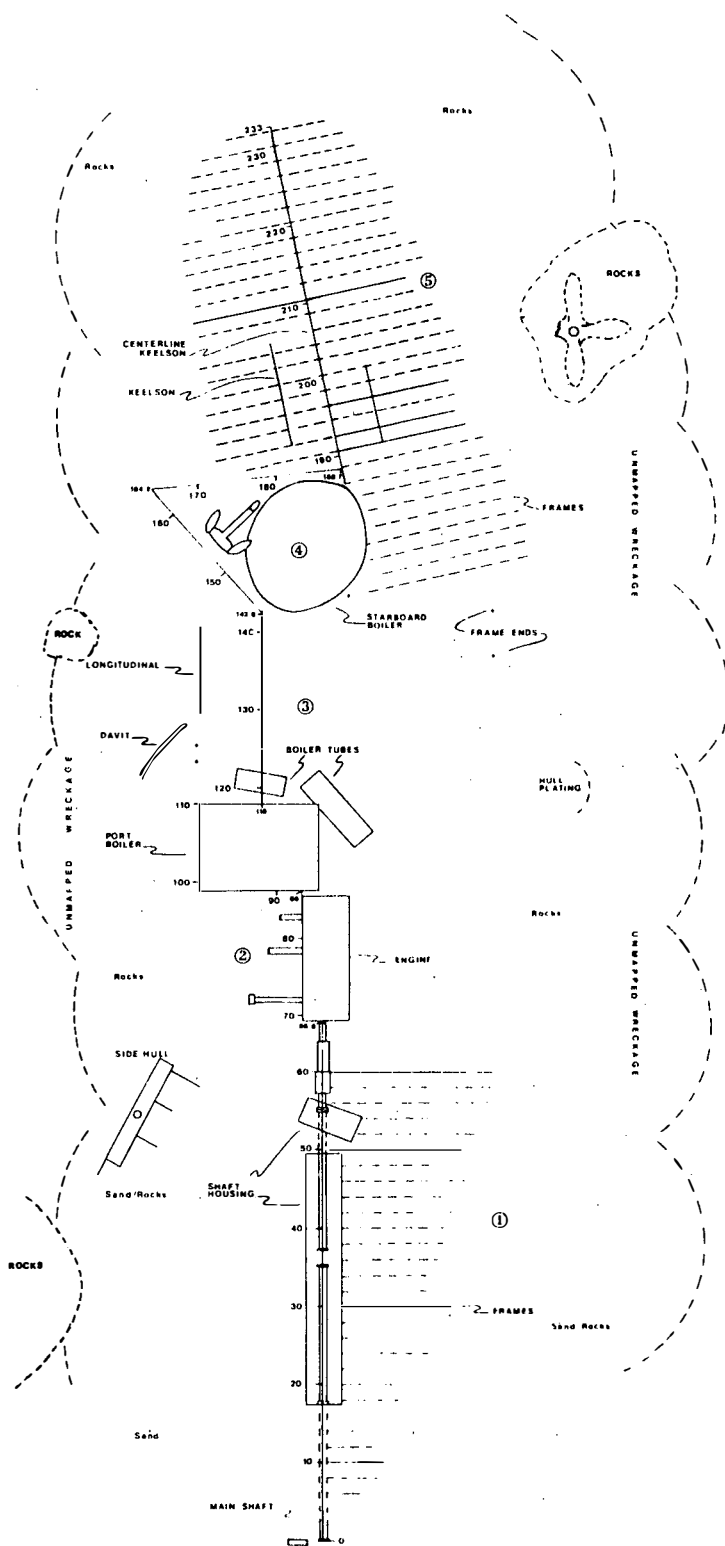 Rocks
Rocks
233
230
220
⑤
ROCKS
210
CENTERLINE
KEELSON
KEELSON
200
190
170
180
160
FRAMES
UNMAPPED WRECKAGE
④
150
STARBOARD
BOILER
FRAME ENDS
ROCK
140
LONGITUDINAL
③
130
DAVIT
BOILER TUBES
HULL
PLATING
120
110
110
PORT
BOILER
UNMAPPED WRECKAGE
100
90
Rocks
80
②
ENGINE
Rocks
70
UNMAPPED WRECKAGE
SIDE HULL
60
50
Sand/Rocks
SHAFT
HOUSING
①
40
ROCKS
30
FRAMES
Sand Rocks
20
Sand
10
MAIN SHAFT
0